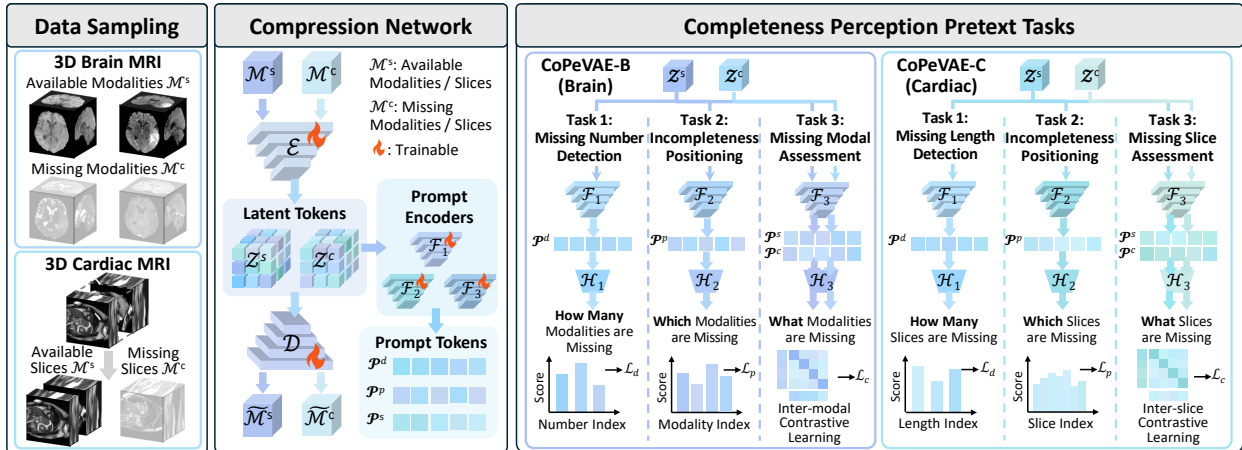 Data Sampling
3D Brain MRI
Available Modalities ℳˢ
Missing Modalities ℳᶜ
3D Cardiac MRI
Available
Slices ℳˢ
Missing
Slices ℳᶜ
Compression Network
ℳˢ
ℳᶜ
ℳˢ: Available
Modalities / Slices
ℳᶜ: Missing
Modalities / Slices
: Trainable
ℰ
Latent Tokens
𝒵ˢ
𝒵ᶜ
Prompt
Encoders
ℱ₁
ℱ₂
ℱ₃
𝒟
Prompt Tokens
𝒫ᵈ
𝒫ᵖ
𝒫ˢ
ℳ̃ˢ
ℳ̃ᶜ
Completeness Perception Pretext Tasks
CoPeVAE-B
(Brain)
𝒵ˢ
𝒵ᶜ
Task 1:
Missing Number
Detection
Task 2:
Incompleteness
Positioning
Task 3:
Missing Modal
Assessment
ℱ₁
ℱ₂
ℱ₃
𝒫ᵈ
𝒫ᵖ
𝒫ˢ
𝒫ᶜ
ℋ₁
ℋ₂
ℋ₃
How Many
Modalities are
Missing
Which Modalities
are Missing
What Modalities
are Missing
Score
ℒd
Number Index
Score
ℒp
Modality Index
ℒc
Inter-modal
Contrastive
Learning
CoPeVAE-C
(Cardiac)
𝒵ˢ
𝒵ᶜ
Task 1:
Missing Length
Detection
Task 2:
Incompleteness
Positioning
Task 3:
Missing Slice
Assessment
ℱ₁
ℱ₂
ℱ₃
𝒫ᵈ
𝒫ᵖ
𝒫ˢ
𝒫ᶜ
ℋ₁
ℋ₂
ℋ₃
How Many
Slices are Missing
Which Slices
are Missing
What Slices
are Missing
Score
ℒd
Length Index
Score
ℒp
Slice Index
ℒc
Inter-slice
Contrastive
Learning